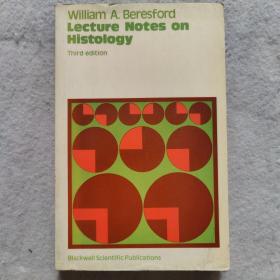 William A. Beresford
Lecture Notes on
Histology
Third edition
Blackwell Scientific Publications